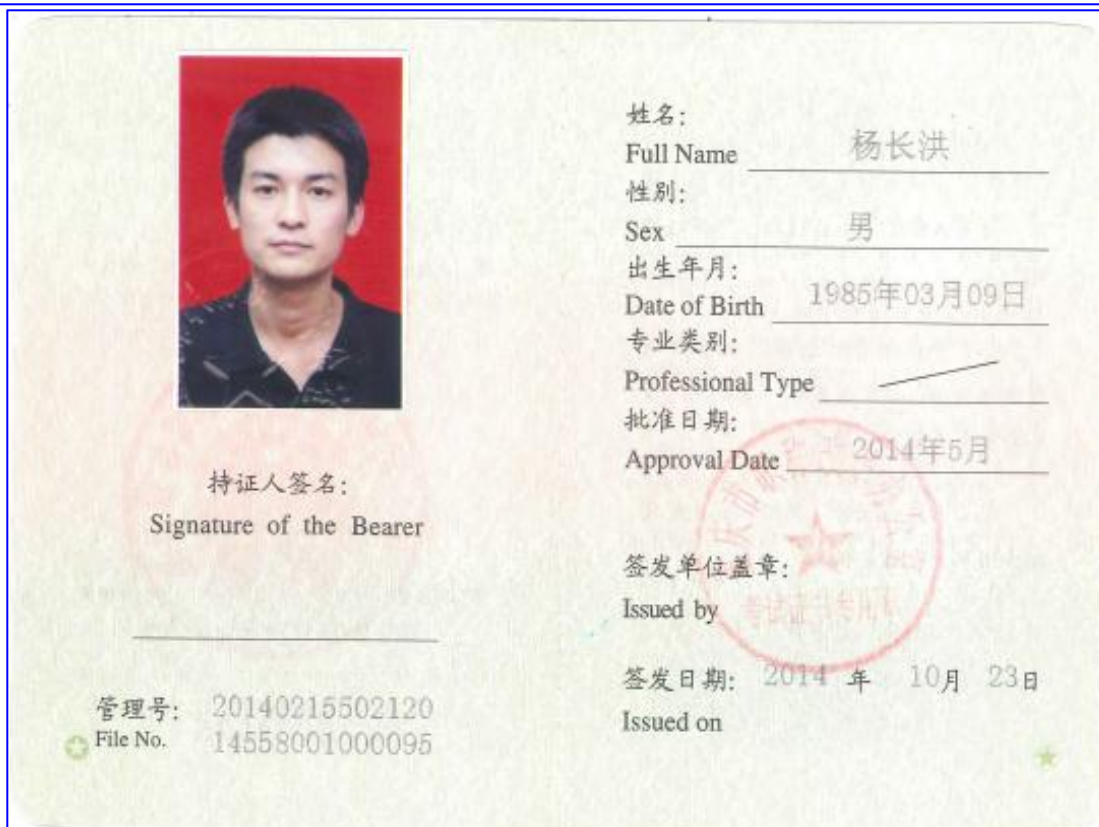 持证人签名:
Signature of the Bearer
管理号: 20140215502120
File No. 14558001000095
姓名:
Full Name 杨长洪
性别:
Sex 男
出生年月:
Date of Birth 1985年03月09日
专业类别:
Professional Type
批准日期:
Approval Date 2014年5月
签发单位盖章:
Issued by
签发日期: 2014 年 10月 23日
Issued on